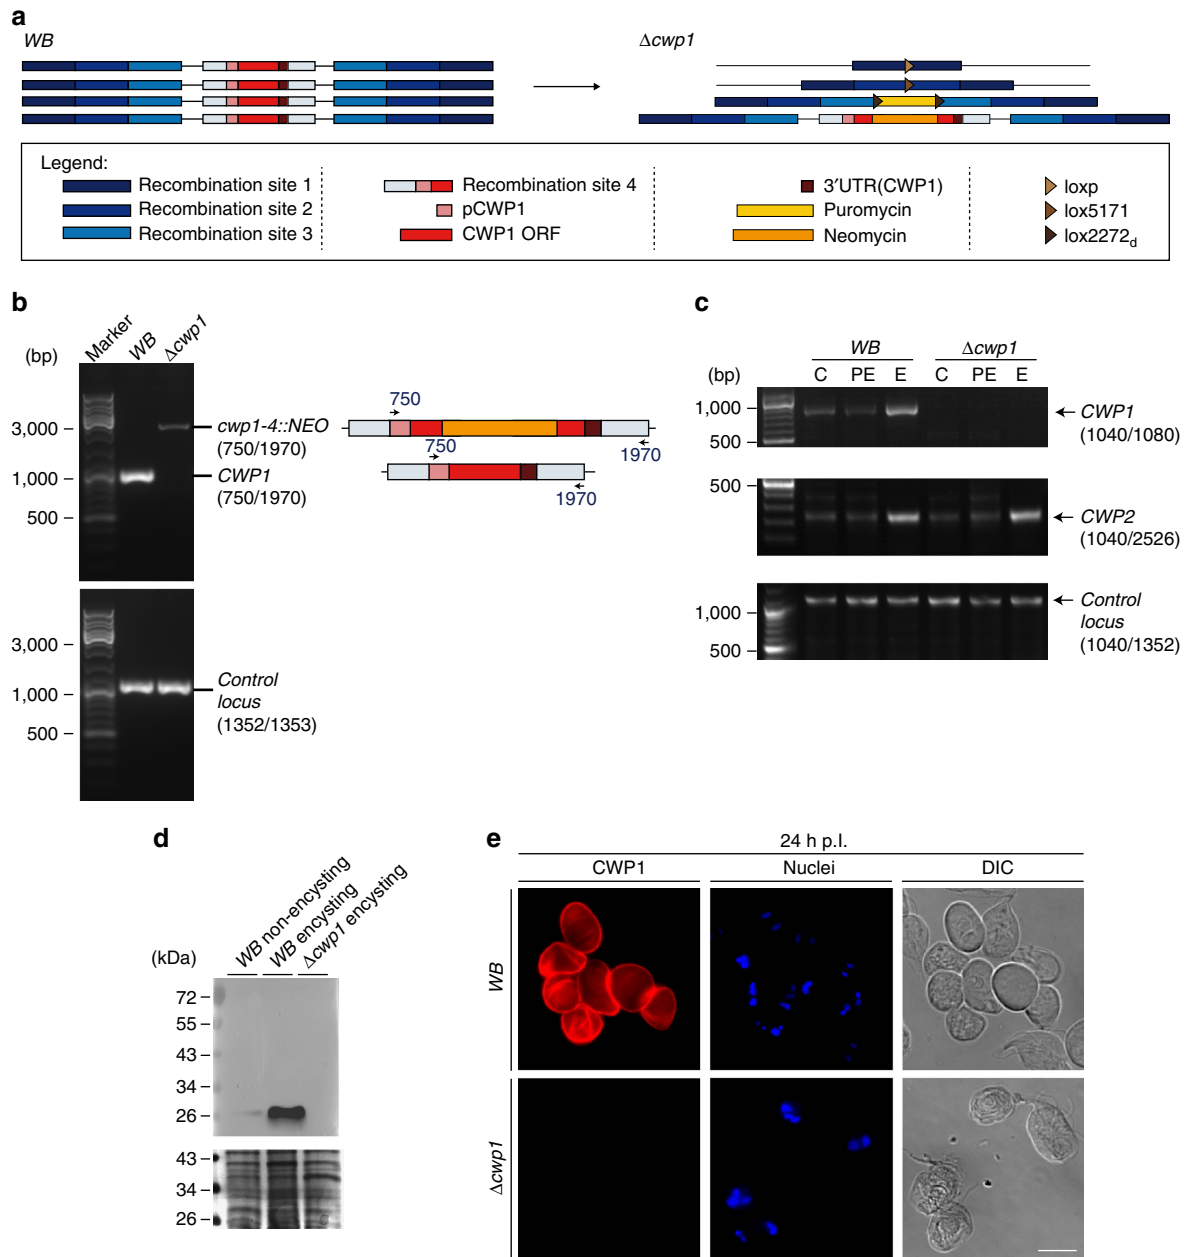 a
WB
Δcwp1
Legend:
Recombination site 1
Recombination site 2
Recombination site 3
Recombination site 4
pCWP1
CWP1 ORF
3′UTR(CWP1)
Puromycin
Neomycin
loxp
lox5171
lox2272d
b
(bp)
Marker
WB
Δcwp1
3,000
1,000
500
cwp1-4::NEO
(750/1970)
CWP1
(750/1970)
750
1970
750
1970
3,000
1,000
500
Control
locus
(1352/1353)
c
WB
Δcwp1
(bp)
C PE E C PE E
1,000
500
CWP1
(1040/1080)
500
CWP2
(1040/2526)
1,000
500
Control
locus
(1040/1352)
d
(kDa)
WB non-encysting
WB encysting
Δcwp1 encysting
72
55
43
34
26
43
34
26
e
24 h p.I.
CWP1
Nuclei
DIC
WB
Δcwp1